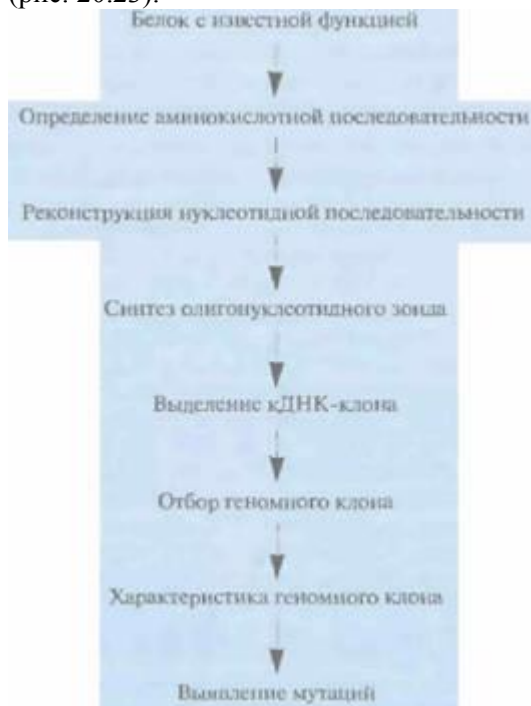 (рис. 20.23).
Белок с известной функцией
Определение аминокислотной последовательности
Реконструкция нуклеотидной последовательности
Синтез олигонуклеотидного зонда
Выделение кДНК-клона
Отбор геномного клона
Характеристика геномного клона
Выявление мутаций